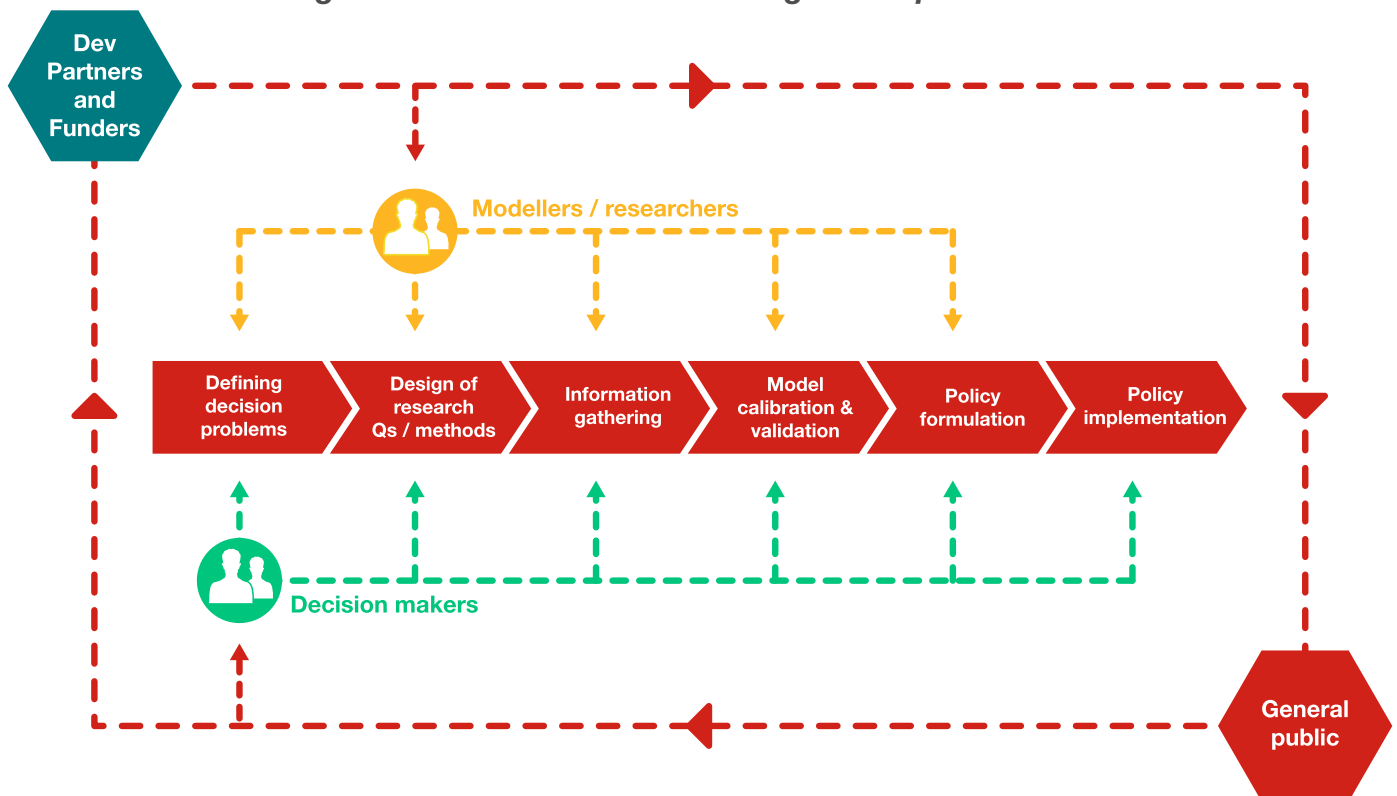 Dev
Partners
and
Funders
Modellers / researchers
Defining
decision
problems
Design of
research
Qs / methods
Information
gathering
Model
calibration &
validation
Policy
formulation
Policy
implementation
Decision makers
General
public